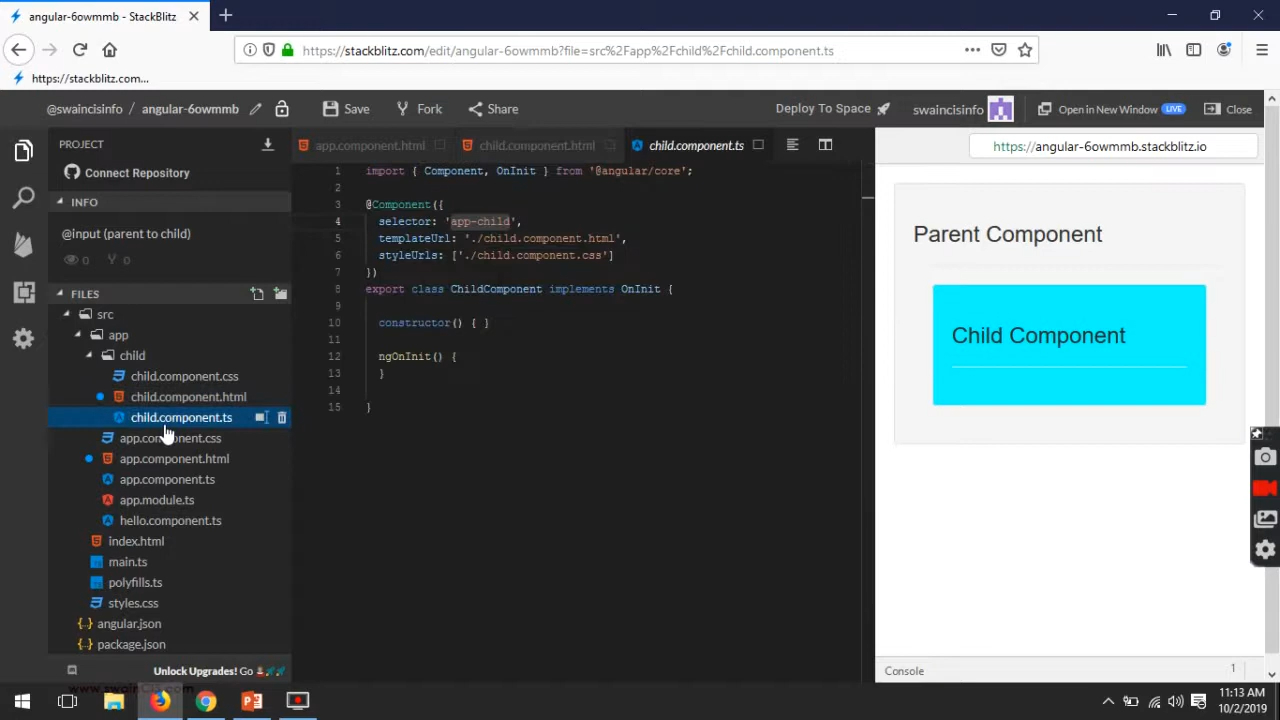 angular-6owmmb - StackBlitz
https://stackblitz.com/edit/angular-6owmmb?file=src%2Fapp%2Fchild%2Fchild.component.ts
https://stackblitz.com...
@swaincisinfo / angular-6owmmb
Save
Fork
Share
Deploy To Space
swaincisinfo
Open in New Window LIVE
Close
PROJECT
Connect Repository
INFO
@input (parent to child)
0
0
FILES
src
app
child
child.component.css
child.component.html
child.component.ts
app.component.css
app.component.html
app.component.ts
app.module.ts
hello.component.ts
index.html
main.ts
polyfills.ts
styles.css
{..} angular.json
{..} package.json
Unlock Upgrades! Go
app.component.html
child.component.html
child.component.ts
1 import { Component, OnInit } from '@angular/core';
2
3 @Component({
4 selector: 'app-child',
5 templateUrl: './child.component.html',
6 styleUrls: ['./child.component.css']
7 })
8 export class ChildComponent implements OnInit {
9
10 constructor() { }
11
12 ngOnInit() {
13 }
14
15 }
https://angular-6owmmb.stackblitz.io
Parent Component
Child Component
Console
1
11:13 AM
10/2/2019